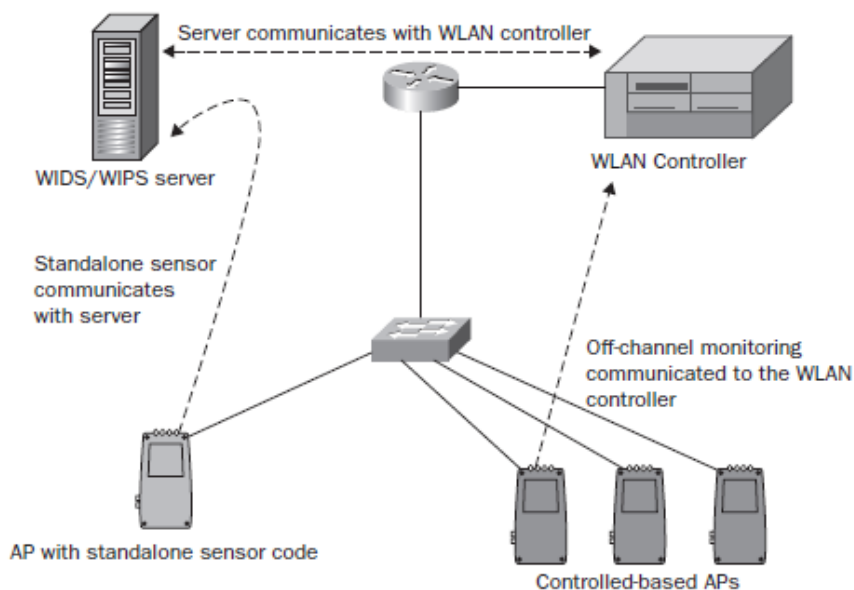 Server communicates with WLAN controller
WIDS/WIPS server
WLAN Controller
Standalone sensor
communicates
with server
Off-channel monitoring
communicated to the WLAN
controller
AP with standalone sensor code
Controlled-based APs